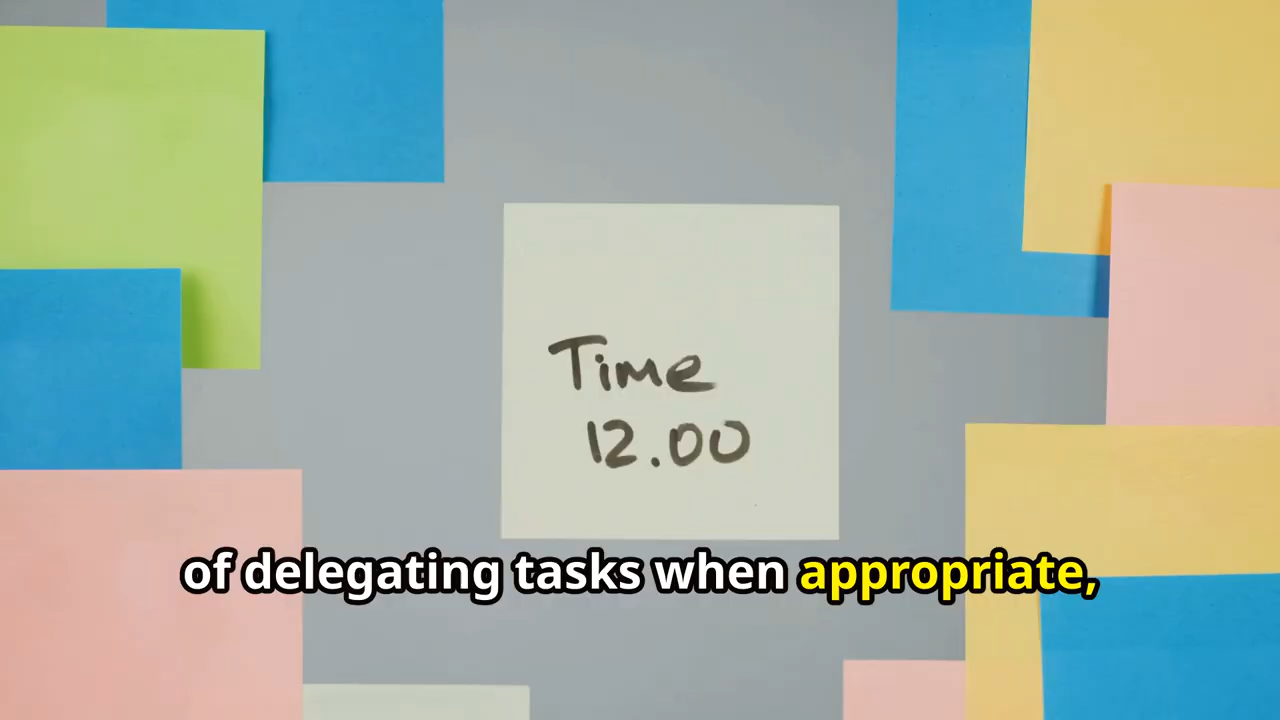 Time
12.00
of delegating tasks when appropriate,